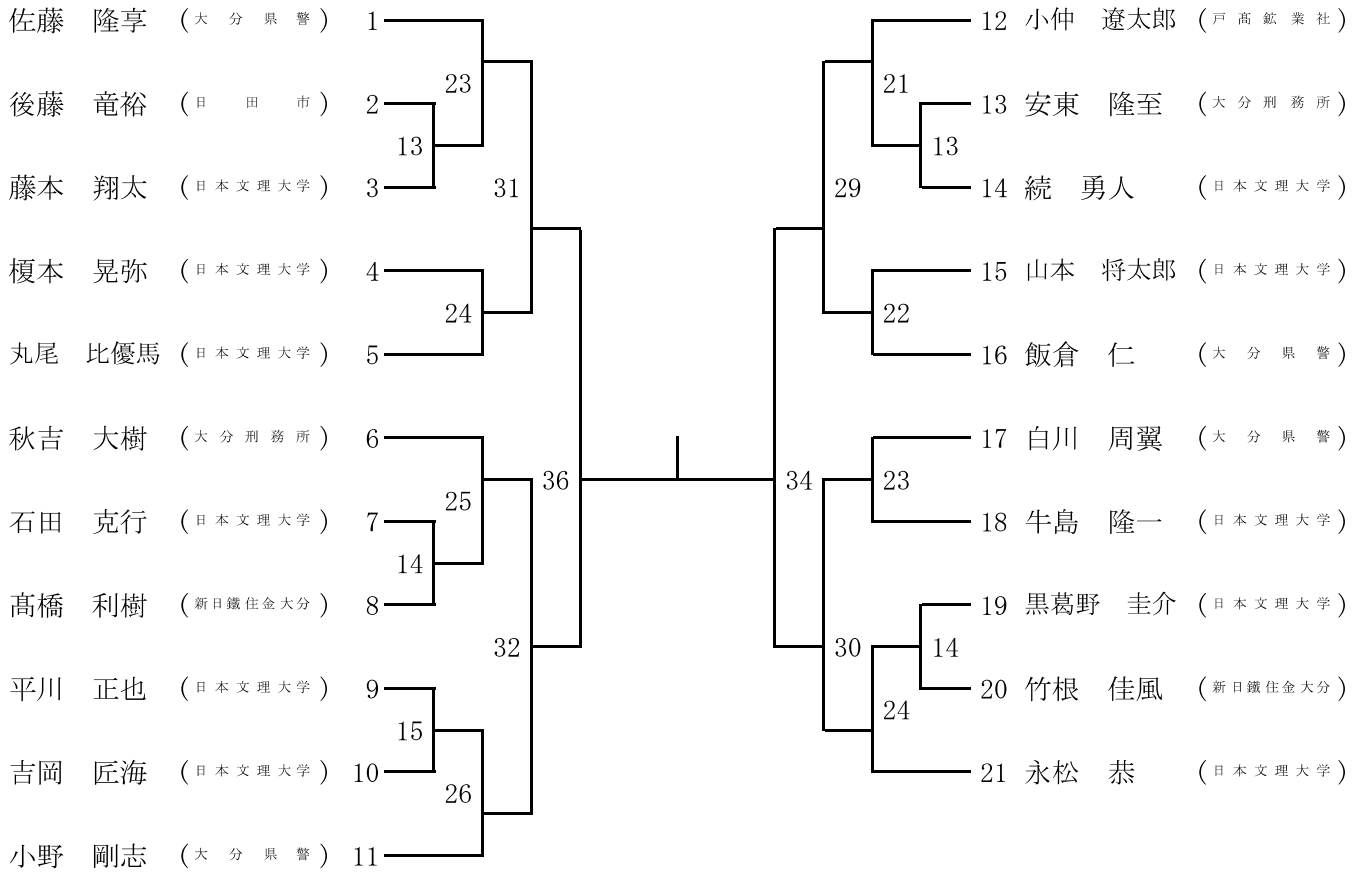 佐藤　隆享 (大分県警) 1
23
後藤　竜裕 (日田市) 2
13
藤本　翔太 (日本文理大学) 3
31
榎本　晃弥 (日本文理大学) 4
24
丸尾　比優馬 (日本文理大学) 5
秋吉　大樹 (大分刑務所) 6
36
25
石田　克行 (日本文理大学) 7
14
髙橋　利樹 (新日鐵住金大分) 8
32
平川　正也 (日本文理大学) 9
15
吉岡　匠海 (日本文理大学) 10
26
小野　剛志 (大分県警) 11
12 小仲　遼太郎 (戸髙鉱業社)
21
13 安東　隆至 (大分刑務所)
13
14 続　勇人 (日本文理大学)
29
15 山本　将太郎 (日本文理大学)
22
16 飯倉　仁 (大分県警)
17 白川　周翼 (大分県警)
34
23
18 牛島　隆一 (日本文理大学)
19 黒葛野　圭介 (日本文理大学)
30
14
20 竹根　佳風 (新日鐵住金大分)
24
21 永松　恭 (日本文理大学)